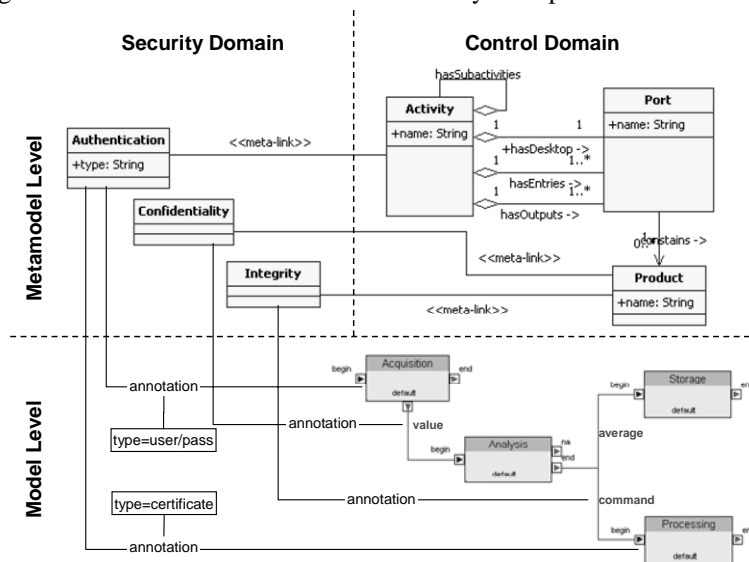 Security Domain
Control Domain
Metamodel Level
Model Level
hasSubactivities
Activity
+name: String
Port
+name: String
1
1
+hasDesktop ->
1
1..*
hasEntries ->
1
1..*
hasOutputs ->
Authentication
+type: String
<<meta-link>>
Confidentiality
<<meta-link>>
Integrity
<<meta-link>>
Product
+name: String
annotation
type=user/pass
annotation
type=certificate
annotation
annotation
begin
Acquisition
end
default
value
begin
Analysis
na
end
default
average
command
begin
Storage
default
begin
Processing
default